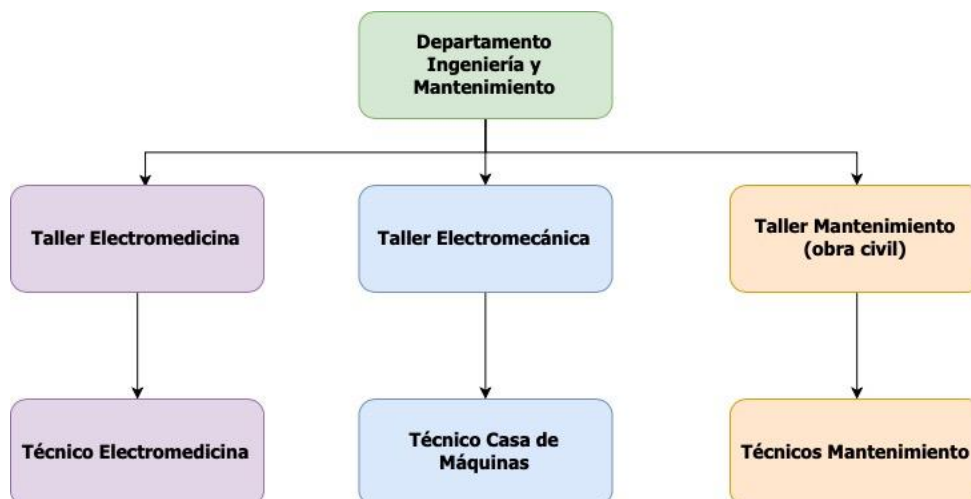 Departamento
Ingeniería y
Mantenimiento
Taller Electromedicina
Taller Electromecánica
Taller Mantenimiento
(obra civil)
Técnico Electromedicina
Técnico Casa de
Máquinas
Técnicos Mantenimiento